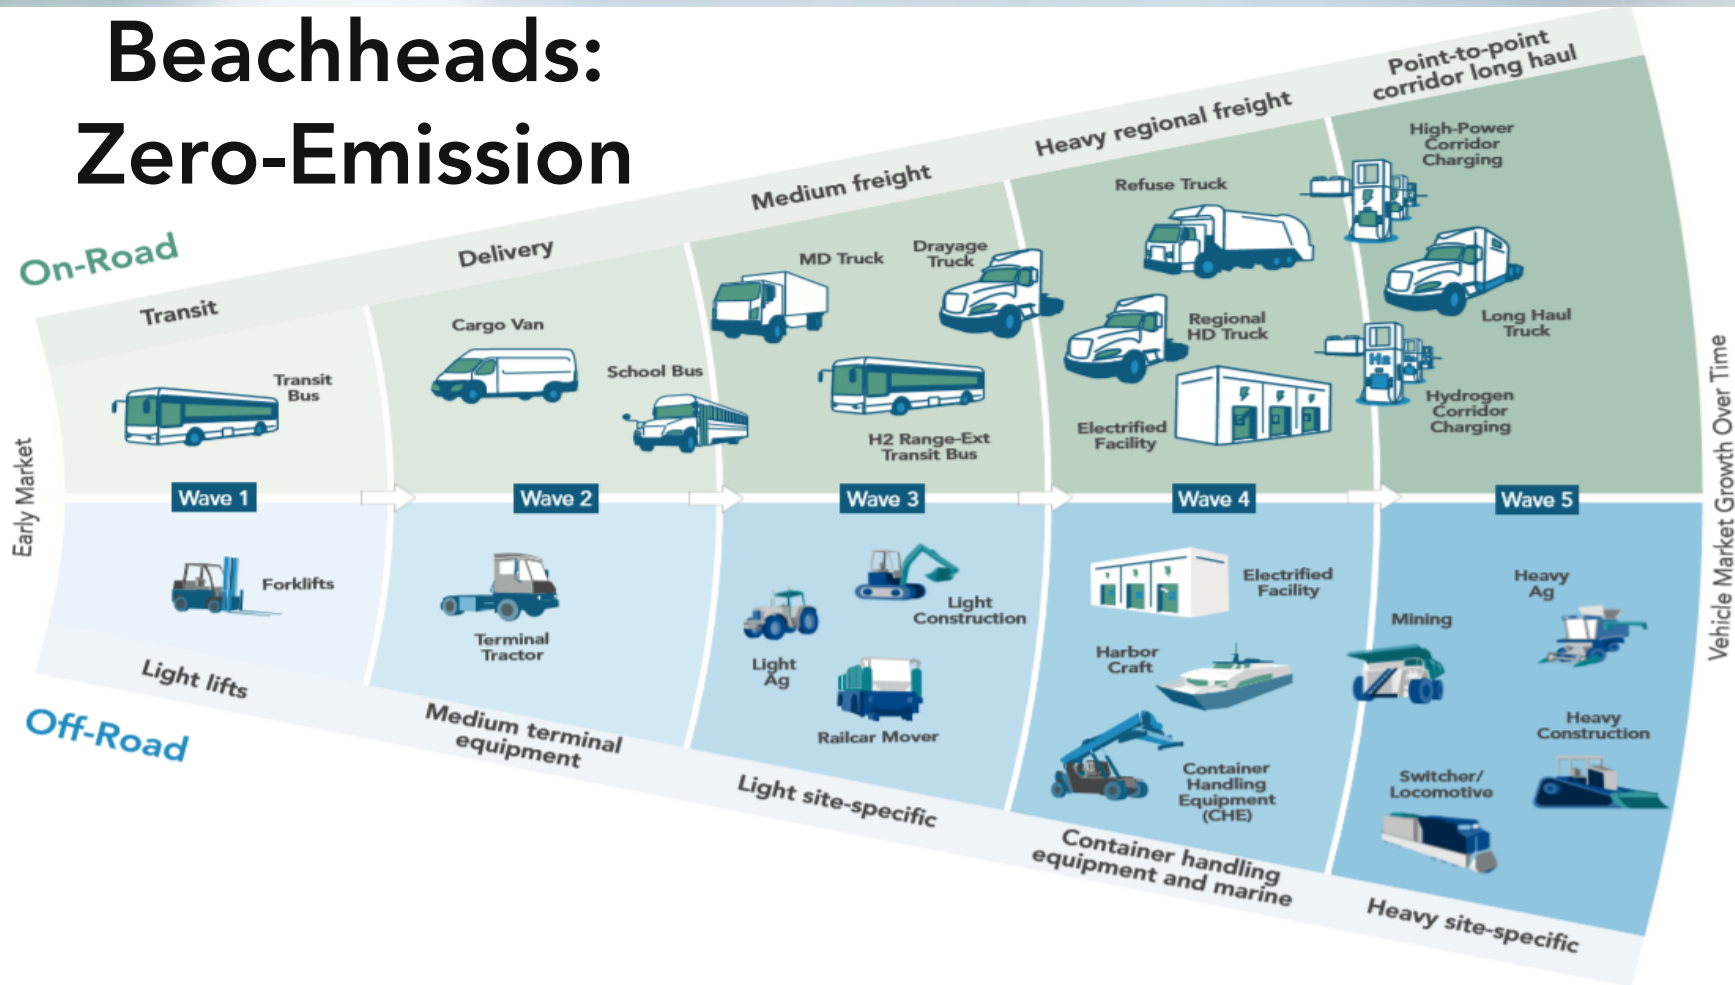 Beachheads:
Zero-Emission
On-Road
Transit
Delivery
Medium freight
Heavy regional freight
Point-to-point
corridor long haul
Transit
Bus
Cargo Van
School Bus
MD Truck
Drayage
Truck
H2 Range-Ext
Transit Bus
Refuse Truck
Regional
HD Truck
Electrified
Facility
High-Power
Corridor
Charging
Long Haul
Truck
H2
Hydrogen
Corridor
Charging
Early Market
Wave 1
Wave 2
Wave 3
Wave 4
Wave 5
Vehicle Market Growth Over Time
Forklifts
Terminal
Tractor
Light
Construction
Light
Ag
Railcar Mover
Electrified
Facility
Harbor
Craft
Container
Handling
Equipment
(CHE)
Heavy
Ag
Mining
Heavy
Construction
Switcher/
Locomotive
Off-Road
Light lifts
Medium terminal
equipment
Light site-specific
Container handling
equipment and marine
Heavy site-specific